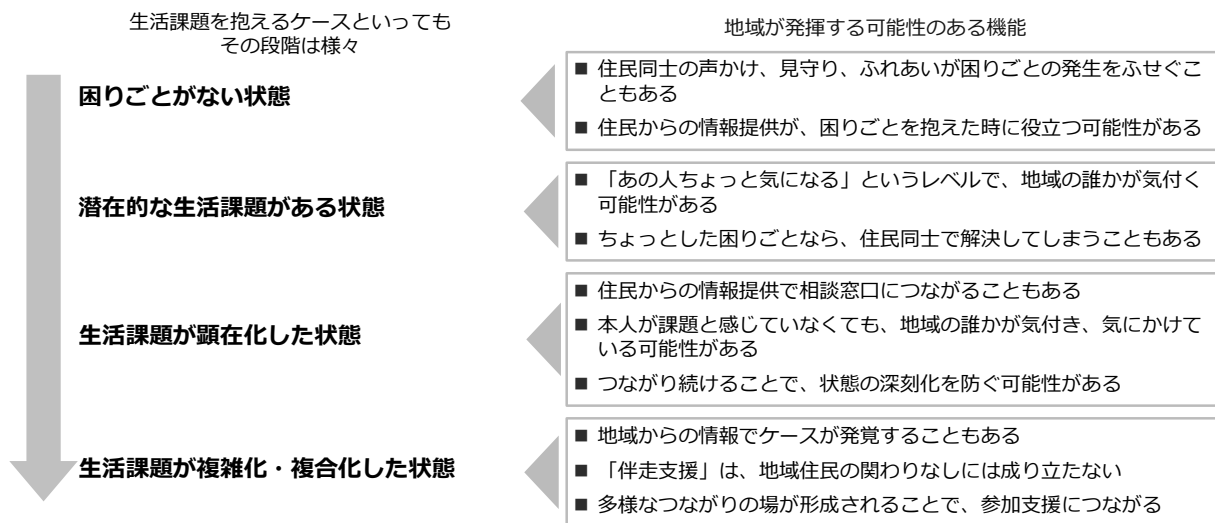 生活課題を抱えるケースといっても
その段階は様々
地域が発揮する可能性のある機能
困りごとがない状態
■ 住民同士の声かけ、見守り、ふれあいが困りごとの発生をふせぐこ
ともある
■ 住民からの情報提供が、困りごとを抱えた時に役立つ可能性がある
潜在的な生活課題がある状態
■ 「あの人ちょっと気になる」というレベルで、地域の誰かが気付く
可能性がある
■ ちょっとした困りごとなら、住民同士で解決してしまうこともある
生活課題が顕在化した状態
■ 住民からの情報提供で相談窓口につながることもある
■ 本人が課題と感じていなくても、地域の誰かが気付き、気にかけて
いる可能性がある
■ つながり続けることで、状態の深刻化を防ぐ可能性がある
生活課題が複雑化・複合化した状態
■ 地域からの情報でケースが発覚することもある
■ 「伴走支援」は、地域住民の関わりなしには成り立たない
■ 多様なつながりの場が形成されることで、参加支援につながる